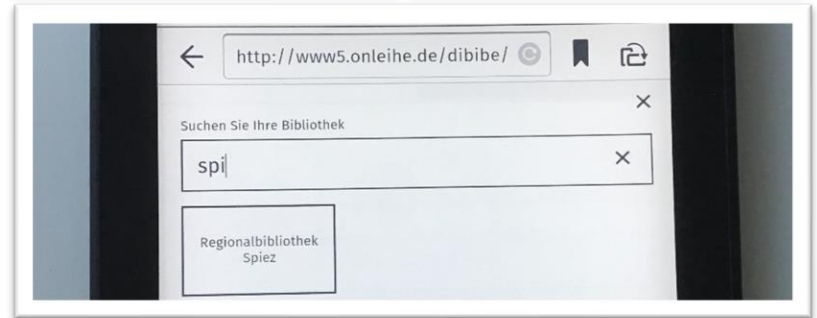 http://www5.onleihe.de/dibibe/
Suchen Sie Ihre Bibliothek
spi
Regionalbibliothek
Spiez